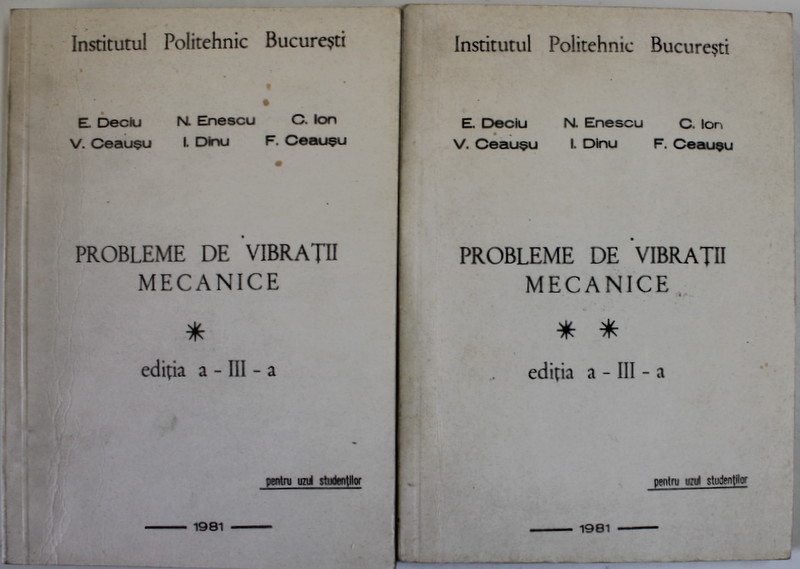 Institutul Politehnic București
E. Deciu N. Enescu C. Ion
V. Ceaușu I. Dinu F. Ceaușu
PROBLEME DE VIBRAȚII
MECANICE
*
ediția a - III - a
pentru uzul studenților
1981
Institutul Politehnic București
E. Deciu N. Enescu C. Ion
V. Ceaușu I. Dinu F. Ceaușu
PROBLEME DE VIBRAȚII
MECANICE
* *
ediția a - III - a
pentru uzul studenților
1981